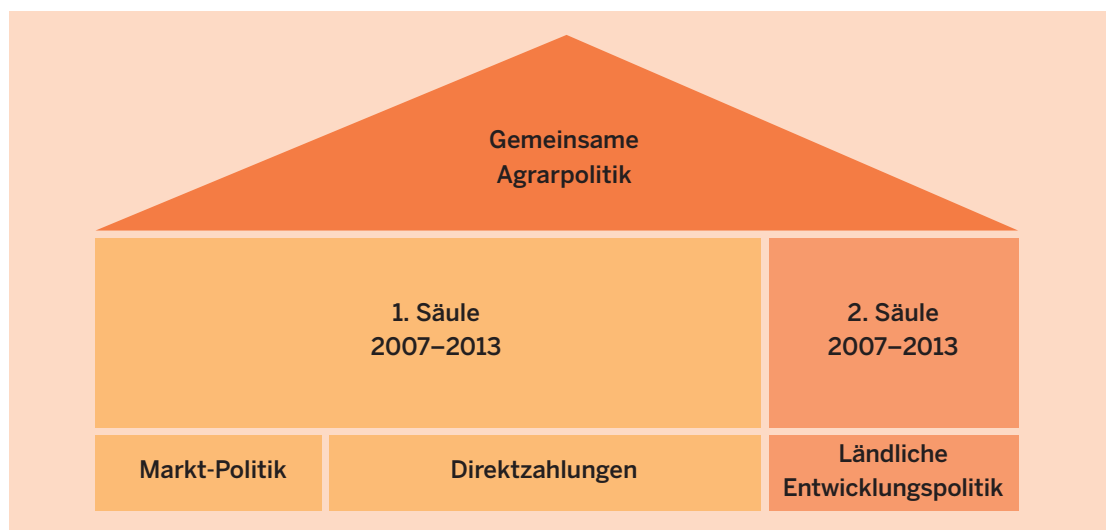 Gemeinsame
Agrarpolitik
1. Säule
2007–2013
2. Säule
2007–2013
Markt-Politik
Direktzahlungen
Ländliche
Entwicklungspolitik